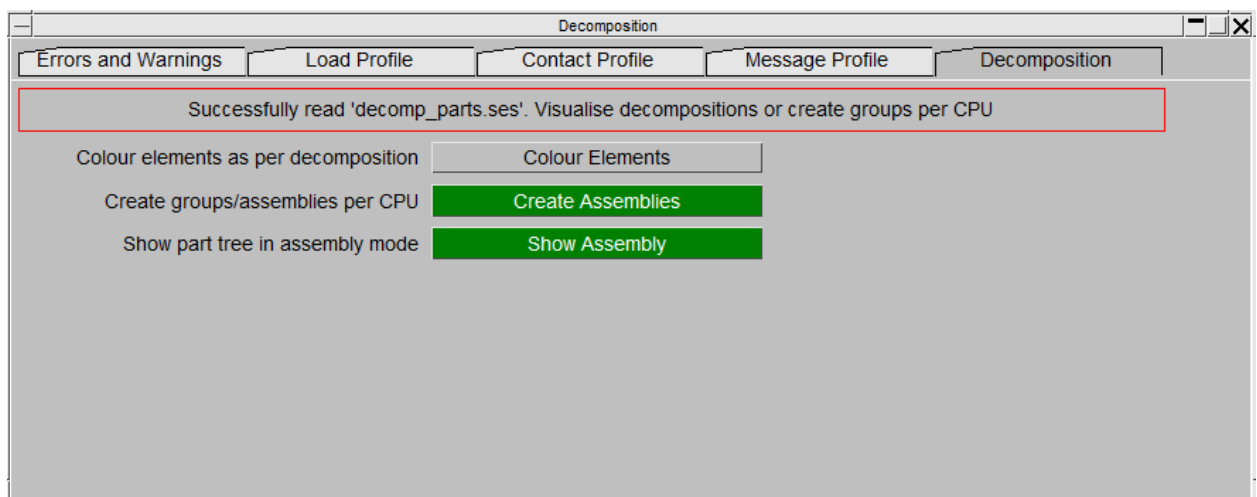 Decomposition
Errors and Warnings Load Profile Contact Profile Message Profile Decomposition
Successfully read 'decomp_parts.ses'. Visualise decompositions or create groups per CPU
Colour elements as per decomposition Colour Elements
Create groups/assemblies per CPU Create Assemblies
Show part tree in assembly mode Show Assembly